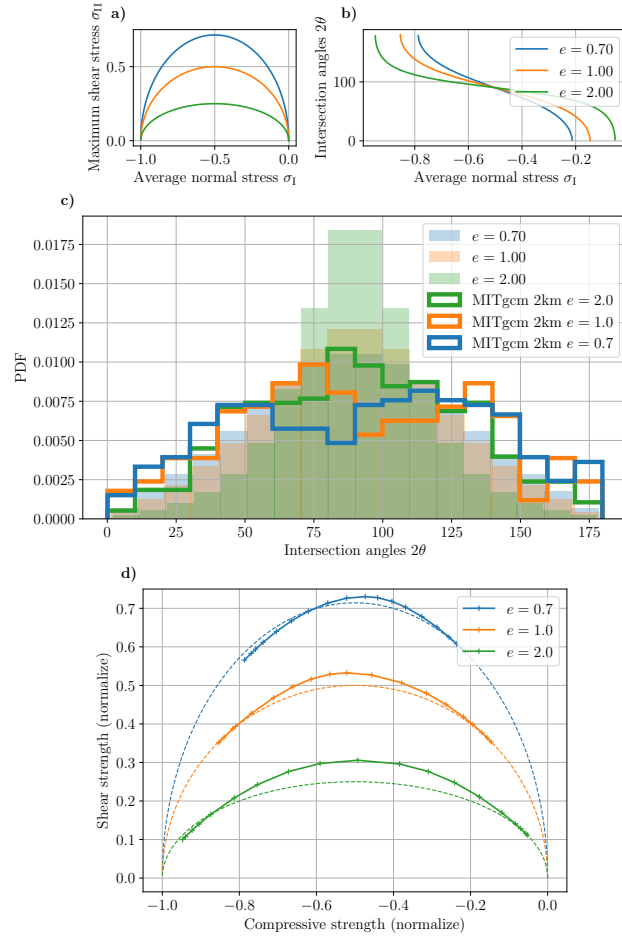 a)
Maximum shear stress σII
0.5
0.0
−1.0
−0.5
0.0
Average normal stress σI
b)
Intersection angles 2θ
100
0
−0.8
−0.6
−0.4
−0.2
Average normal stress σI
e = 0.70
e = 1.00
e = 2.00
c)
PDF
0.0175
0.0150
0.0125
0.0100
0.0075
0.0050
0.0025
0.0000
0
25
50
75
100
125
150
175
Intersection angles 2θ
e = 0.70
e = 1.00
e = 2.00
MITgcm 2km e = 2.0
MITgcm 2km e = 1.0
MITgcm 2km e = 0.7
d)
Shear strength (normalize)
0.7
0.6
0.5
0.4
0.3
0.2
0.1
0.0
−1.0
−0.8
−0.6
−0.4
−0.2
0.0
Compressive strength (normalize)
e = 0.7
e = 1.0
e = 2.0